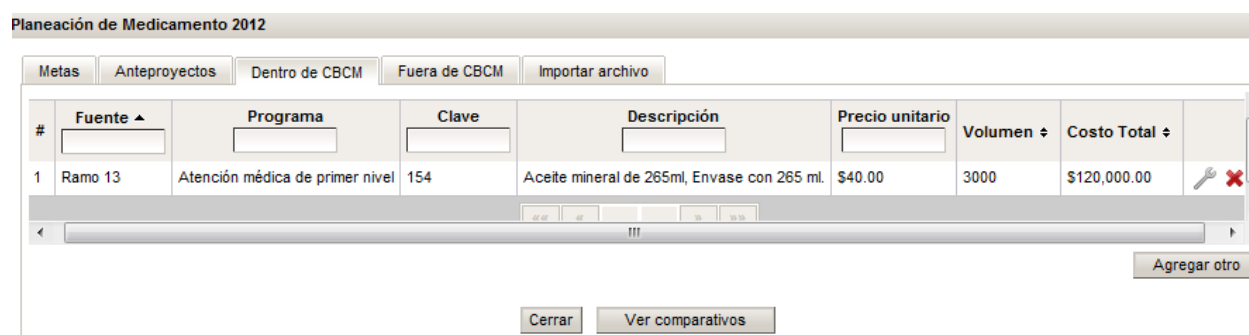 Planeación de Medicamento 2012
Metas Anteproyectos Dentro de CBCM Fuera de CBCM Importar archivo
# Fuente Programa Clave Descripción Precio unitario Volumen Costo Total
1 Ramo 13 Atención médica de primer nivel 154 Aceite mineral de 265ml, Envase con 265 ml. $40.00 3000 $120,000.00
«« « » »»
Agregar otro
Cerrar Ver comparativos